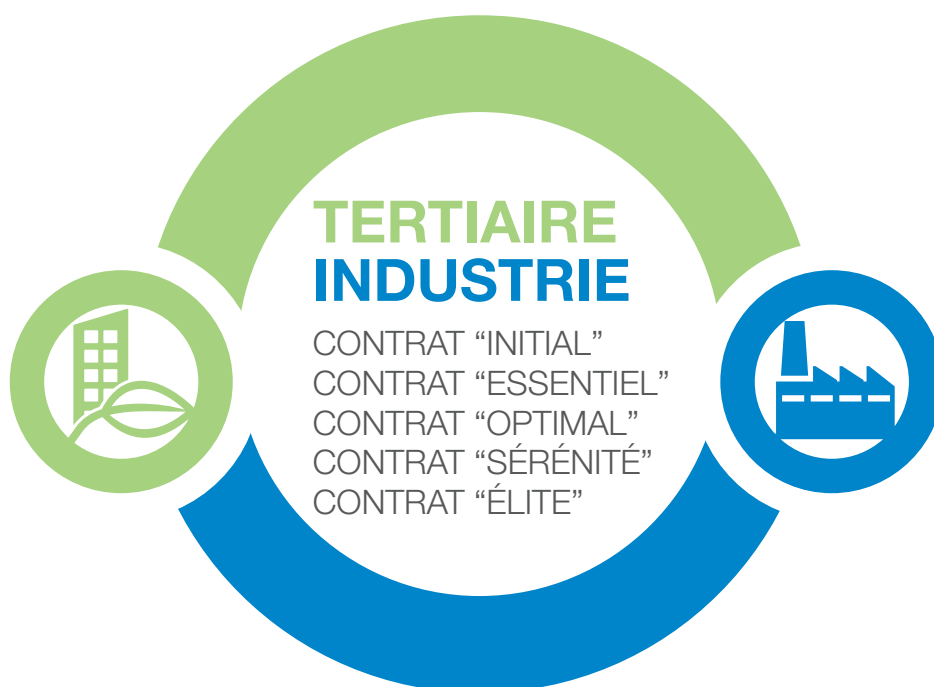 TERTIAIRE
INDUSTRIE
CONTRAT “INITIAL”
CONTRAT “ESSENTIEL”
CONTRAT “OPTIMAL”
CONTRAT “SÉRÉNITÉ”
CONTRAT “ÉLITE”